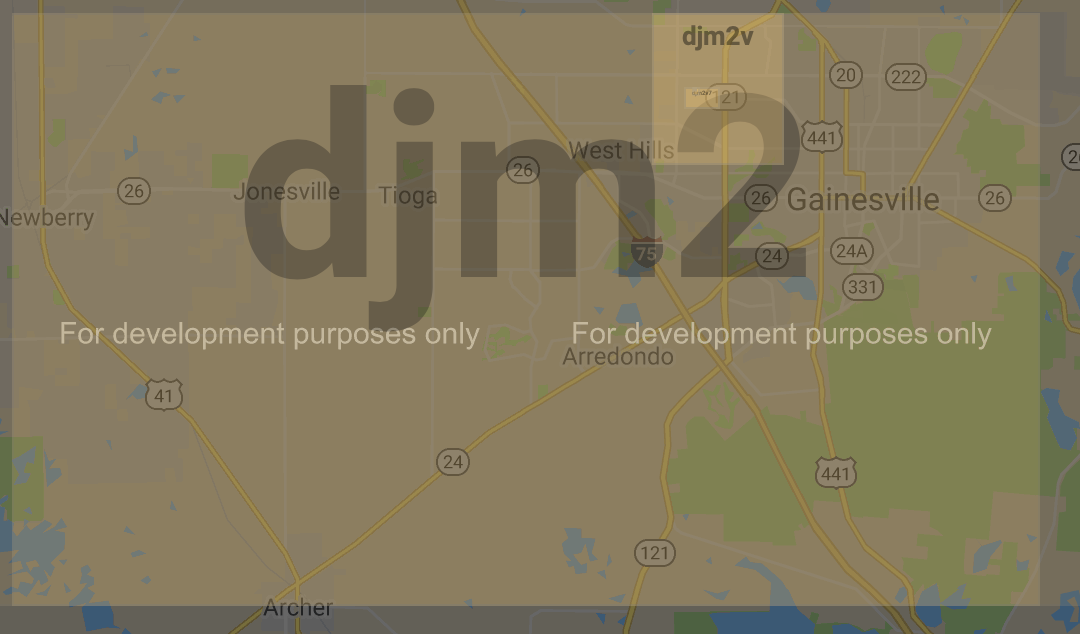 djm2v
20
222
121
441
26
djm2
West Hills
26
26
Jonesville
Tioga
26
Gainesville
26
Newberry
75
24
24A
331
For development purposes only
For development purposes only
Arredondo
41
24
441
121
Archer